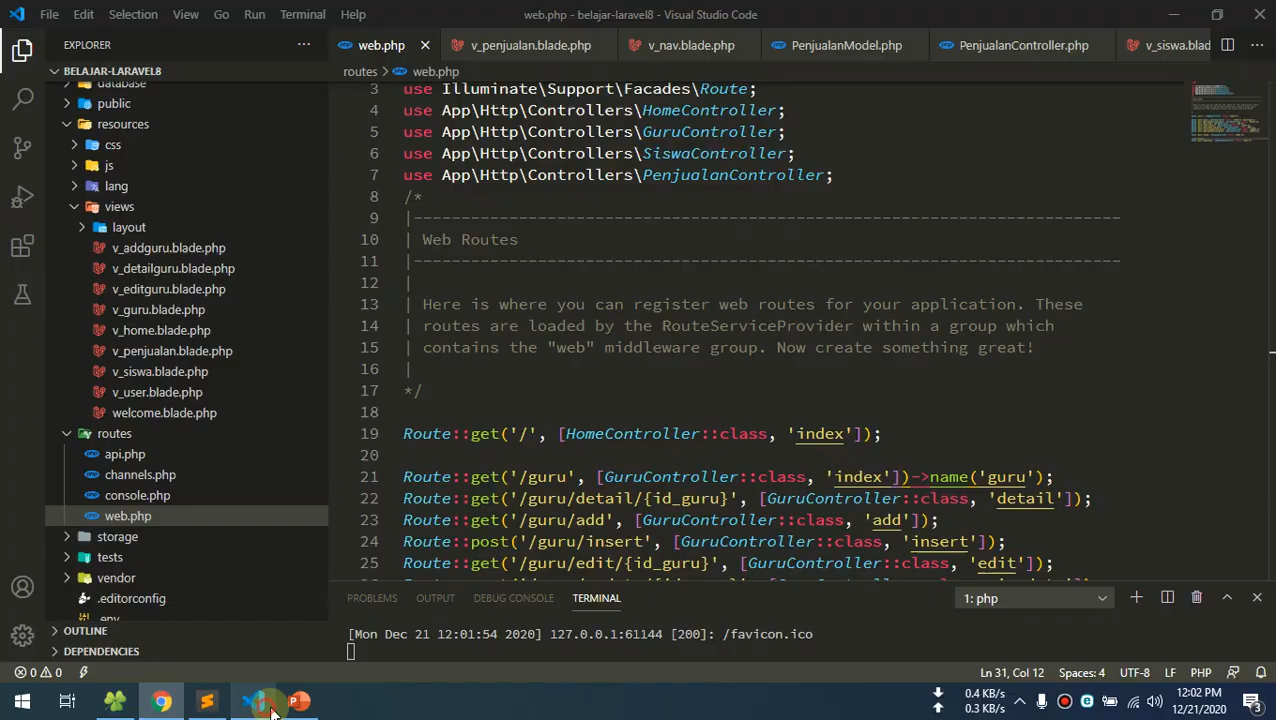 File Edit Selection View Go Run Terminal Help
web.php - belajar-laravel8 - Visual Studio Code
EXPLORER
web.php
v_penjualan.blade.php
v_nav.blade.php
PenjualanModel.php
PenjualanController.php
v_siswa.blad
BELAJAR-LARAVEL8
routes > web.php
database
public
resources
css
js
lang
views
layout
v_addguru.blade.php
v_detailguru.blade.php
v_editguru.blade.php
v_guru.blade.php
v_home.blade.php
v_penjualan.blade.php
v_siswa.blade.php
v_user.blade.php
welcome.blade.php
routes
api.php
channels.php
console.php
web.php
storage
tests
vendor
.editorconfig
.env
OUTLINE
DEPENDENCIES
3 use Illuminate\Support\Facades\Route;
4 use App\Http\Controllers\HomeController;
5 use App\Http\Controllers\GuruController;
6 use App\Http\Controllers\SiswaController;
7 use App\Http\Controllers\PenjualanController;
8 /*
9 |--------------------------------------------------------------------------
10 | Web Routes
11 |--------------------------------------------------------------------------
12 |
13 | Here is where you can register web routes for your application. These
14 | routes are loaded by the RouteServiceProvider within a group which
15 | contains the "web" middleware group. Now create something great!
16 |
17 */
18
19 Route::get('/', [HomeController::class, 'index']);
20
21 Route::get('/guru', [GuruController::class, 'index'])->name('guru');
22 Route::get('/guru/detail/{id_guru}', [GuruController::class, 'detail']);
23 Route::get('/guru/add', [GuruController::class, 'add']);
24 Route::post('/guru/insert', [GuruController::class, 'insert']);
25 Route::get('/guru/edit/{id_guru}', [GuruController::class, 'edit']);
PROBLEMS OUTPUT DEBUG CONSOLE TERMINAL
1: php
[Mon Dec 21 12:01:54 2020] 127.0.0.1:61144 [200]: /favicon.ico
0 0
Ln 31, Col 12 Spaces: 4 UTF-8 LF PHP
0.4 KB/s
0.3 KB/s
12:02 PM
12/21/2020
3